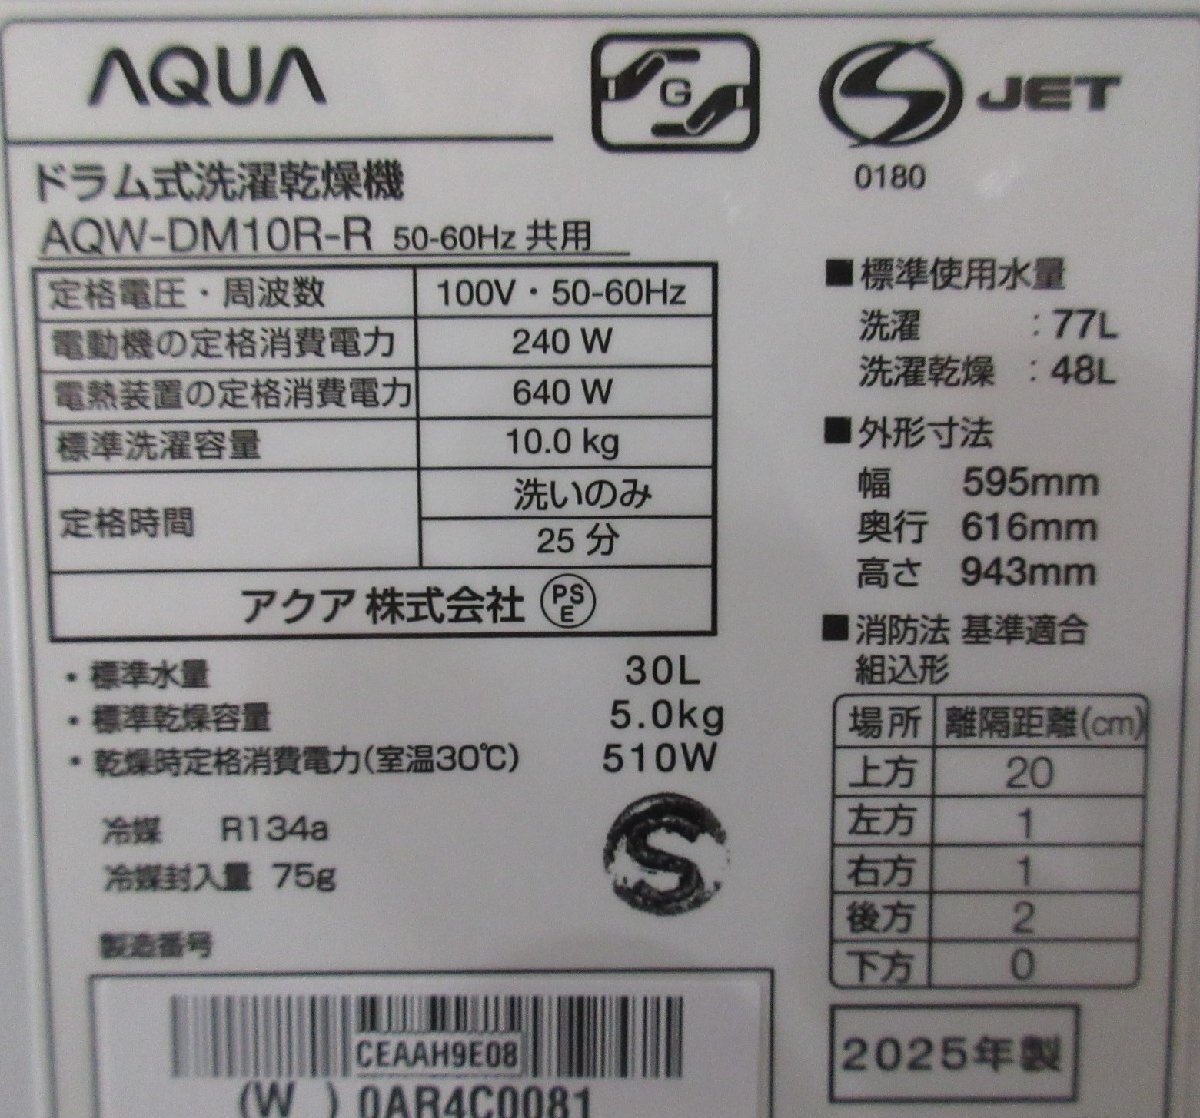 AQUA
G
JET
0180
ドラム式洗濯乾燥機
AQW-DM10R-R 50-60Hz 共用
定格電圧・周波数 100V・50-60Hz
電動機の定格消費電力 240 W
電熱装置の定格消費電力 640 W
標準洗濯容量 10.0 kg
定格時間 洗いのみ
25 分
アクア 株式会社 PSE
・標準水量 30L
・標準乾燥容量 5.0kg
・乾燥時定格消費電力(室温30℃) 510W
冷媒 R134a
冷媒封入量 75g
S
製造番号
CEAAH9E08
(W ) 0AR4C0081
■標準使用水量
洗濯 : 77L
洗濯乾燥 : 48L
■外形寸法
幅 595mm
奥行 616mm
高さ 943mm
■消防法 基準適合
組込形
場所 離隔距離(cm)
上方 20
左方 1
右方 1
後方 2
下方 0
2025年製